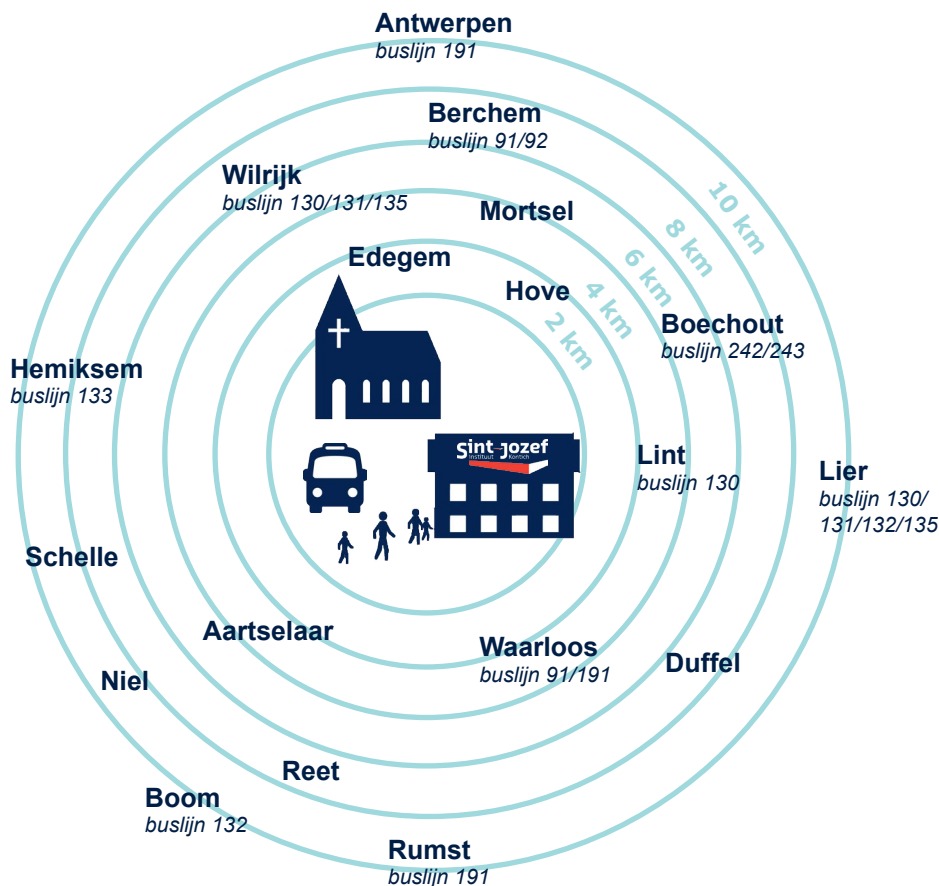 Antwerpen
buslijn 191
Berchem
buslijn 91/92
Wilrijk
buslijn 130/131/135
Mortsel
Edegem
Hove
2 km
4 km
6 km
8 km
10 km
Boechout
buslijn 242/243
Hemiksem
buslijn 133
Sint-Jozef
Instituut Kontich
Lint
buslijn 130
Lier
buslijn 130/
131/132/135
Schelle
Aartselaar
Waarloos
buslijn 91/191
Duffel
Niel
Reet
Boom
buslijn 132
Rumst
buslijn 191